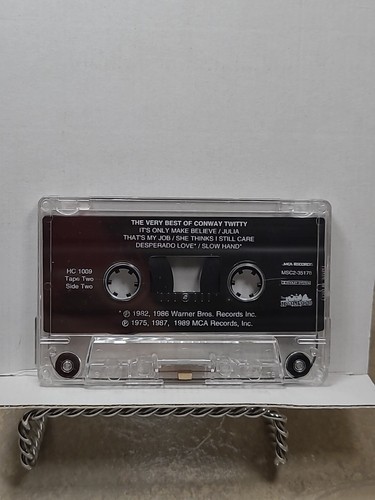 THE VERY BEST OF CONWAY TWITTY
IT'S ONLY MAKE BELIEVE / JULIA
THAT'S MY JOB / SHE THINKS I STILL CARE
DESPERADO LOVE* / SLOW HAND*
HC 1009
Tape Two
Side Two
MCA RECORDS
MSC2-35170
* ℗ 1982, 1986 Warner Bros. Records Inc.
℗ 1975, 1987, 1989 MCA Records, Inc.